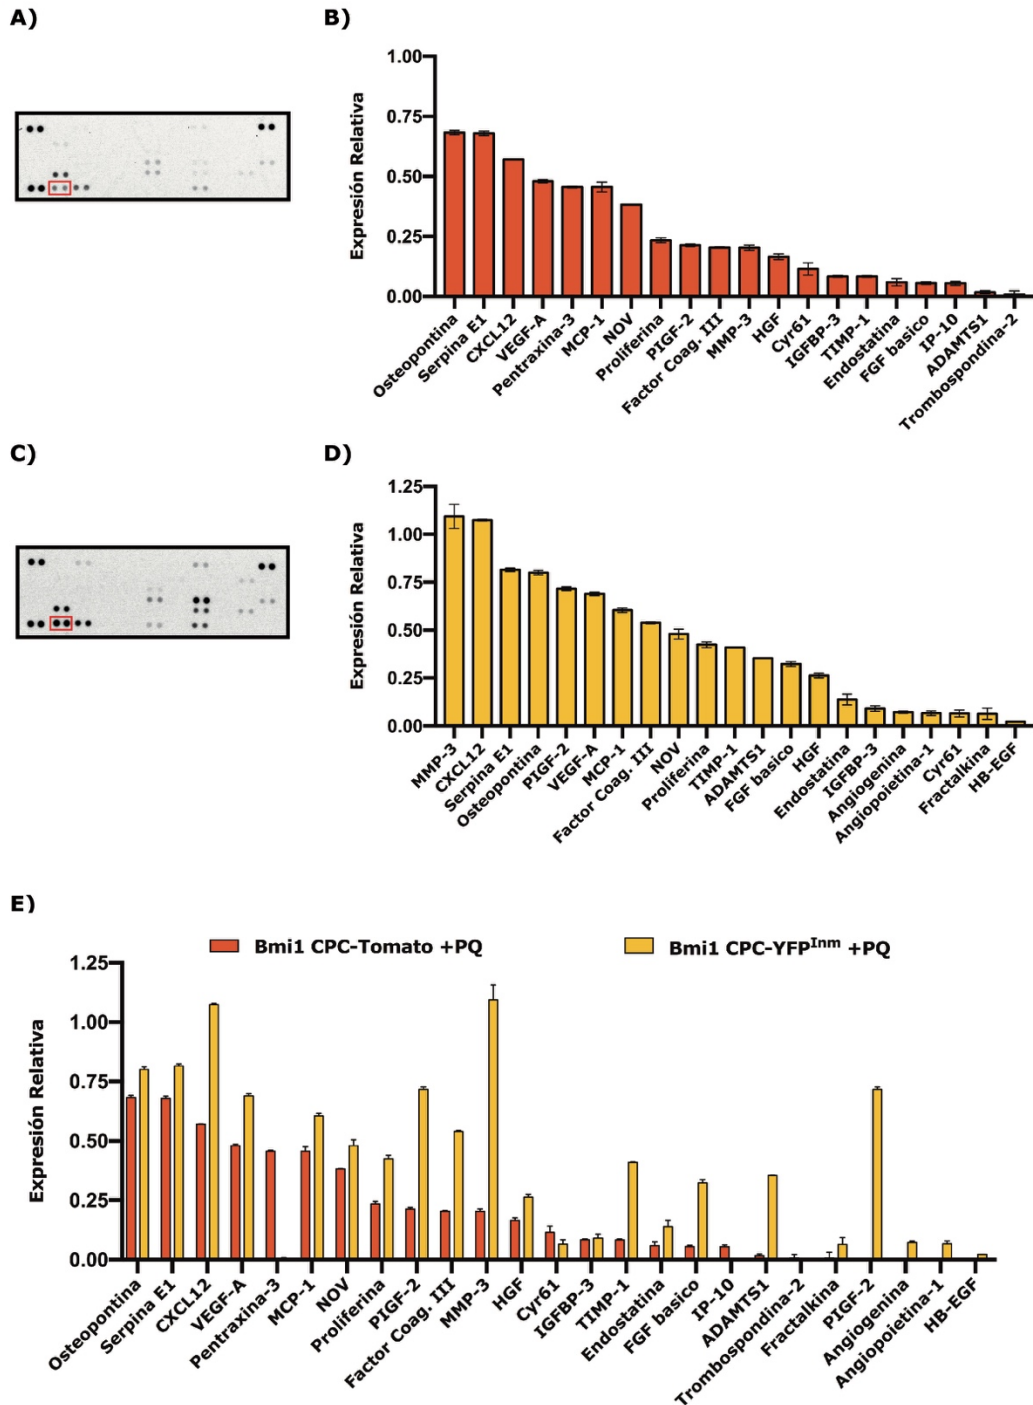 A)
B)
Expresión Relativa
1.00
0.75
0.50
0.25
0.00
Osteopontina
Serpina E1
CXCL12
VEGF-A
Pentraxina-3
MCP-1
NOV
Proliferina
PIGF-2
Factor Coag. III
MMP-3
HGF
Cyr61
IGFBP-3
TIMP-1
Endostatina
FGF basico
IP-10
ADAMTS1
Trombospondina-2
C)
D)
Expresión Relativa
1.25
1.00
0.75
0.50
0.25
0.00
MMP-3
CXCL12
Serpina E1
Osteopontina
PIGF-2
VEGF-A
MCP-1
Factor Coag. III
NOV
Proliferina
TIMP-1
ADAMTS1
FGF basico
HGF
Endostatina
IGFBP-3
Angiogenina
Angiopoietina-1
Cyr61
Fractalkina
HB-EGF
E)
Bmi1 CPC-Tomato +PQ
Bmi1 CPC-YFPInm +PQ
Expresión Relativa
1.25
1.00
0.75
0.50
0.25
0.00
Osteopontina
Serpina E1
CXCL12
VEGF-A
Pentraxina-3
MCP-1
NOV
Proliferina
PIGF-2
Factor Coag. III
MMP-3
HGF
Cyr61
IGFBP-3
TIMP-1
Endostatina
FGF basico
IP-10
ADAMTS1
Trombospondina-2
Fractalkina
PIGF-2
Angiogenina
Angiopoietina-1
HB-EGF